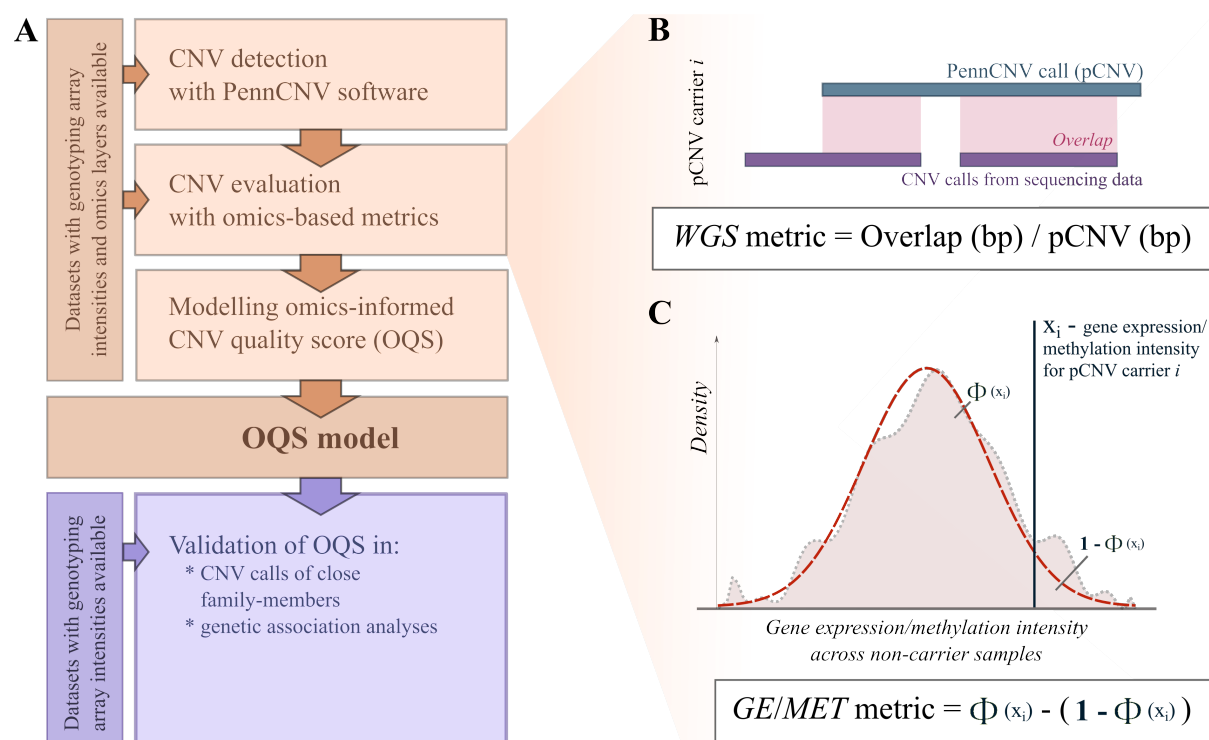 A
Datasets with genotyping array
intensities and omics layers available
CNV detection
with PennCNV software
CNV evaluation
with omics-based metrics
Modelling omics-informed
CNV quality score (OQS)
OQS model
Datasets with genotyping
array intensities available
Validation of OQS in:
* CNV calls of close
family-members
* genetic association analyses
B
pCNV carrier i
PennCNV call (pCNV)
Overlap
CNV calls from sequencing data
WGS metric = Overlap (bp) / pCNV (bp)
C
Density
xi - gene expression/
methylation intensity
for pCNV carrier i
Φ (xi)
1 - Φ (xi)
Gene expression/methylation intensity
across non-carrier samples
GE/MET metric = Φ (xi) - ( 1 - Φ (xi) )